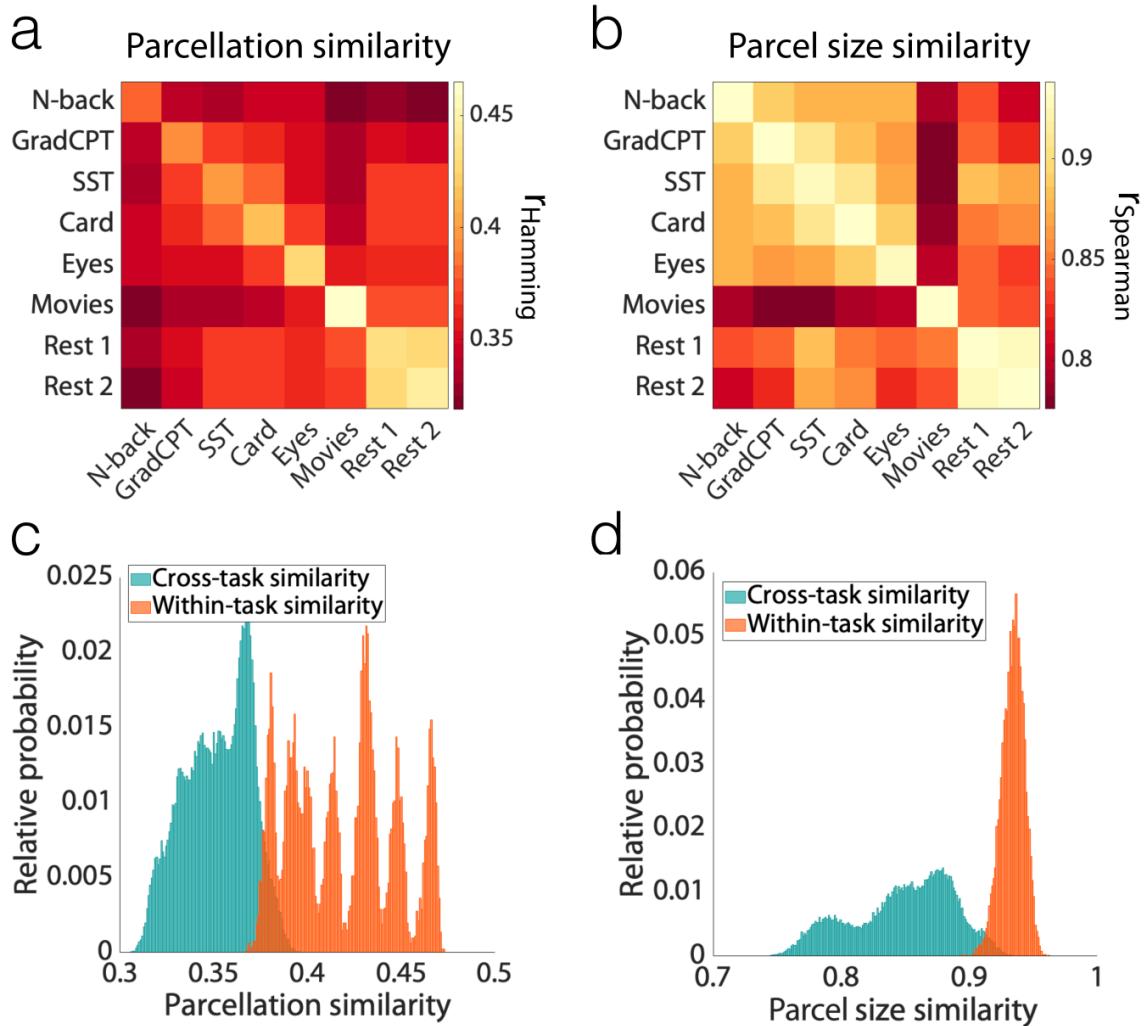 a
Parcellation similarity
N-back
GradCPT
SST
Card
Eyes
Movies
Rest 1
Rest 2
N-back
GradCPT
SST
Card
Eyes
Movies
Rest 1
Rest 2
0.45
0.4
0.35
rHamming
b
Parcel size similarity
N-back
GradCPT
SST
Card
Eyes
Movies
Rest 1
Rest 2
N-back
GradCPT
SST
Card
Eyes
Movies
Rest 1
Rest 2
0.9
0.85
0.8
rSpearman
c
Cross-task similarity
Within-task similarity
0.025
0.02
0.015
0.01
0.005
0
Relative probability
0.3
0.35
0.4
0.45
0.5
Parcellation similarity
d
Cross-task similarity
Within-task similarity
0.06
0.05
0.04
0.03
0.02
0.01
0
Relative probability
0.7
0.8
0.9
1
Parcel size similarity